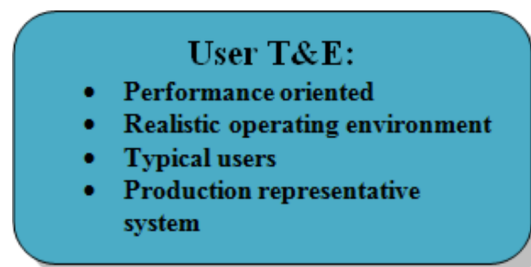 User T&E:
• Performance oriented
• Realistic operating environment
• Typical users
• Production representative
system